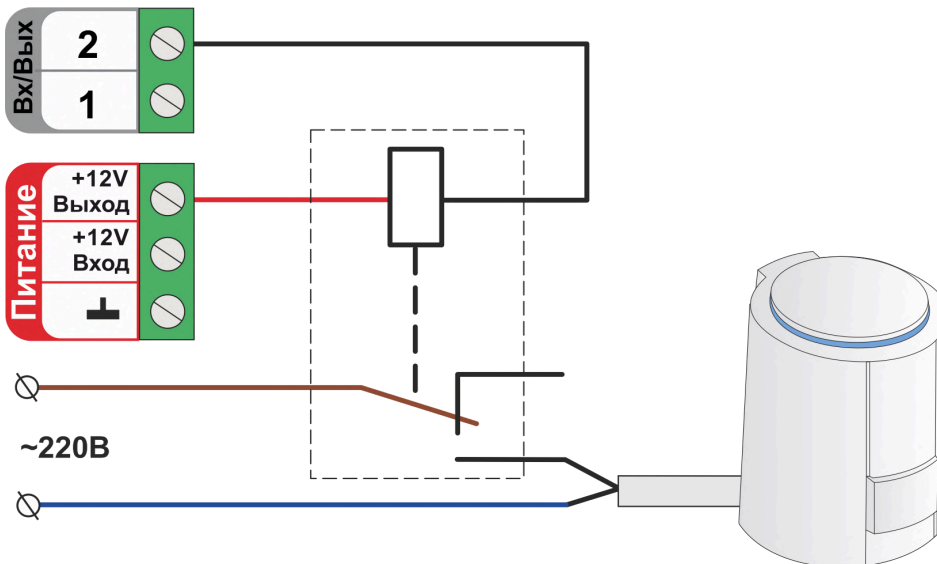 Вх/Вых
2
1
Питание
+12V
Выход
+12V
Вход
~220В